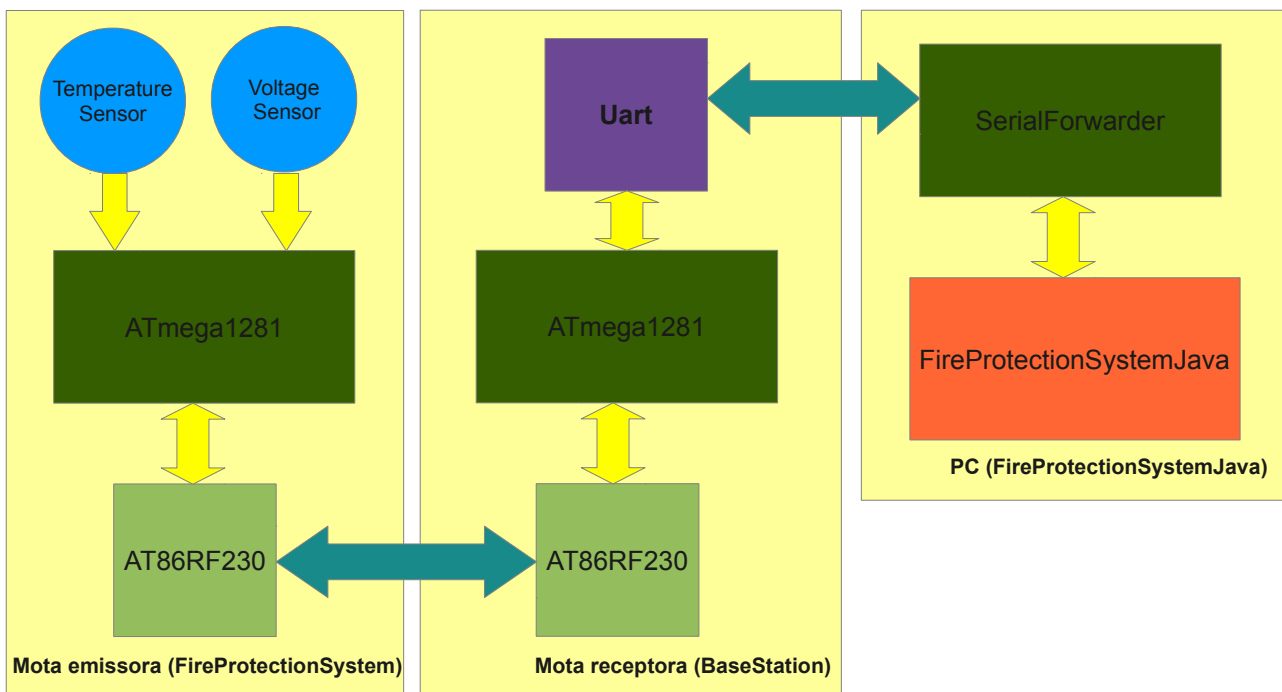 Temperature
Sensor
Voltage
Sensor
ATmega1281
AT86RF230
Mota emissora (FireProtectionSystem)
Uart
ATmega1281
AT86RF230
Mota receptora (BaseStation)
SerialForwarder
FireProtectionSystemJava
PC (FireProtectionSystemJava)